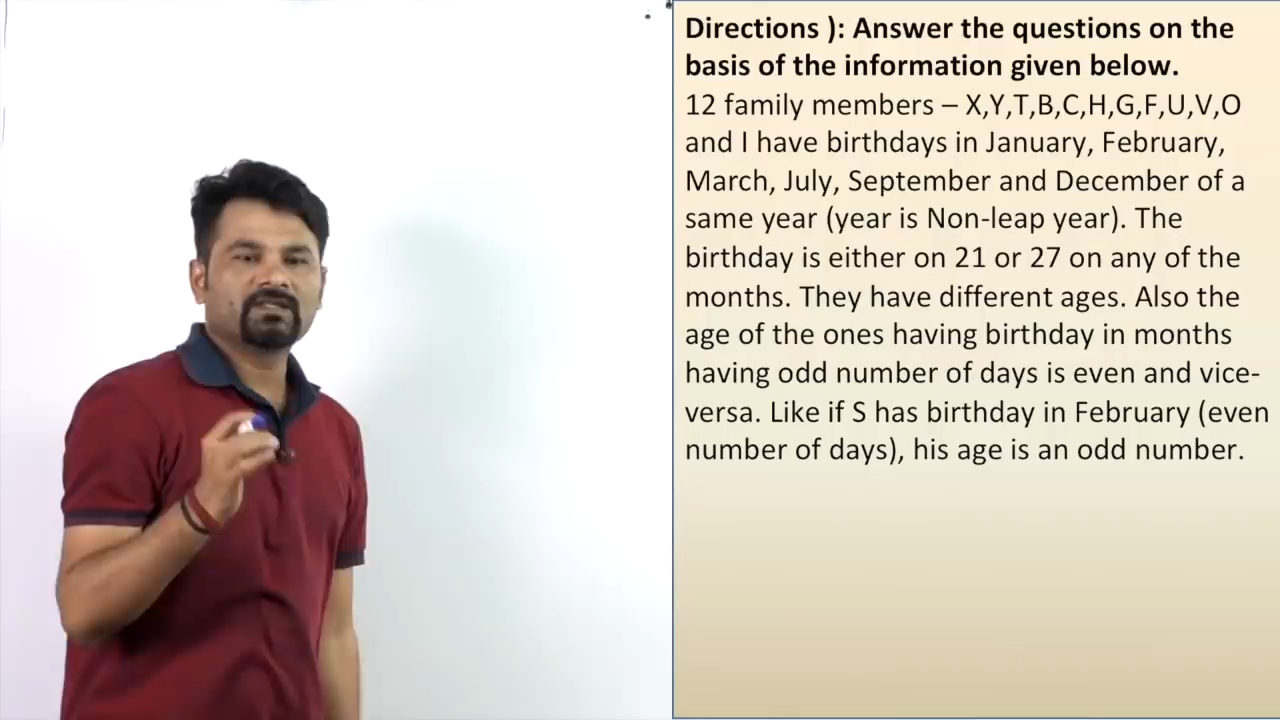 Directions ): Answer the questions on the
basis of the information given below.
12 family members – X,Y,T,B,C,H,G,F,U,V,O
and I have birthdays in January, February,
March, July, September and December of a
same year (year is Non-leap year). The
birthday is either on 21 or 27 on any of the
months. They have different ages. Also the
age of the ones having birthday in months
having odd number of days is even and vice-
versa. Like if S has birthday in February (even
number of days), his age is an odd number.